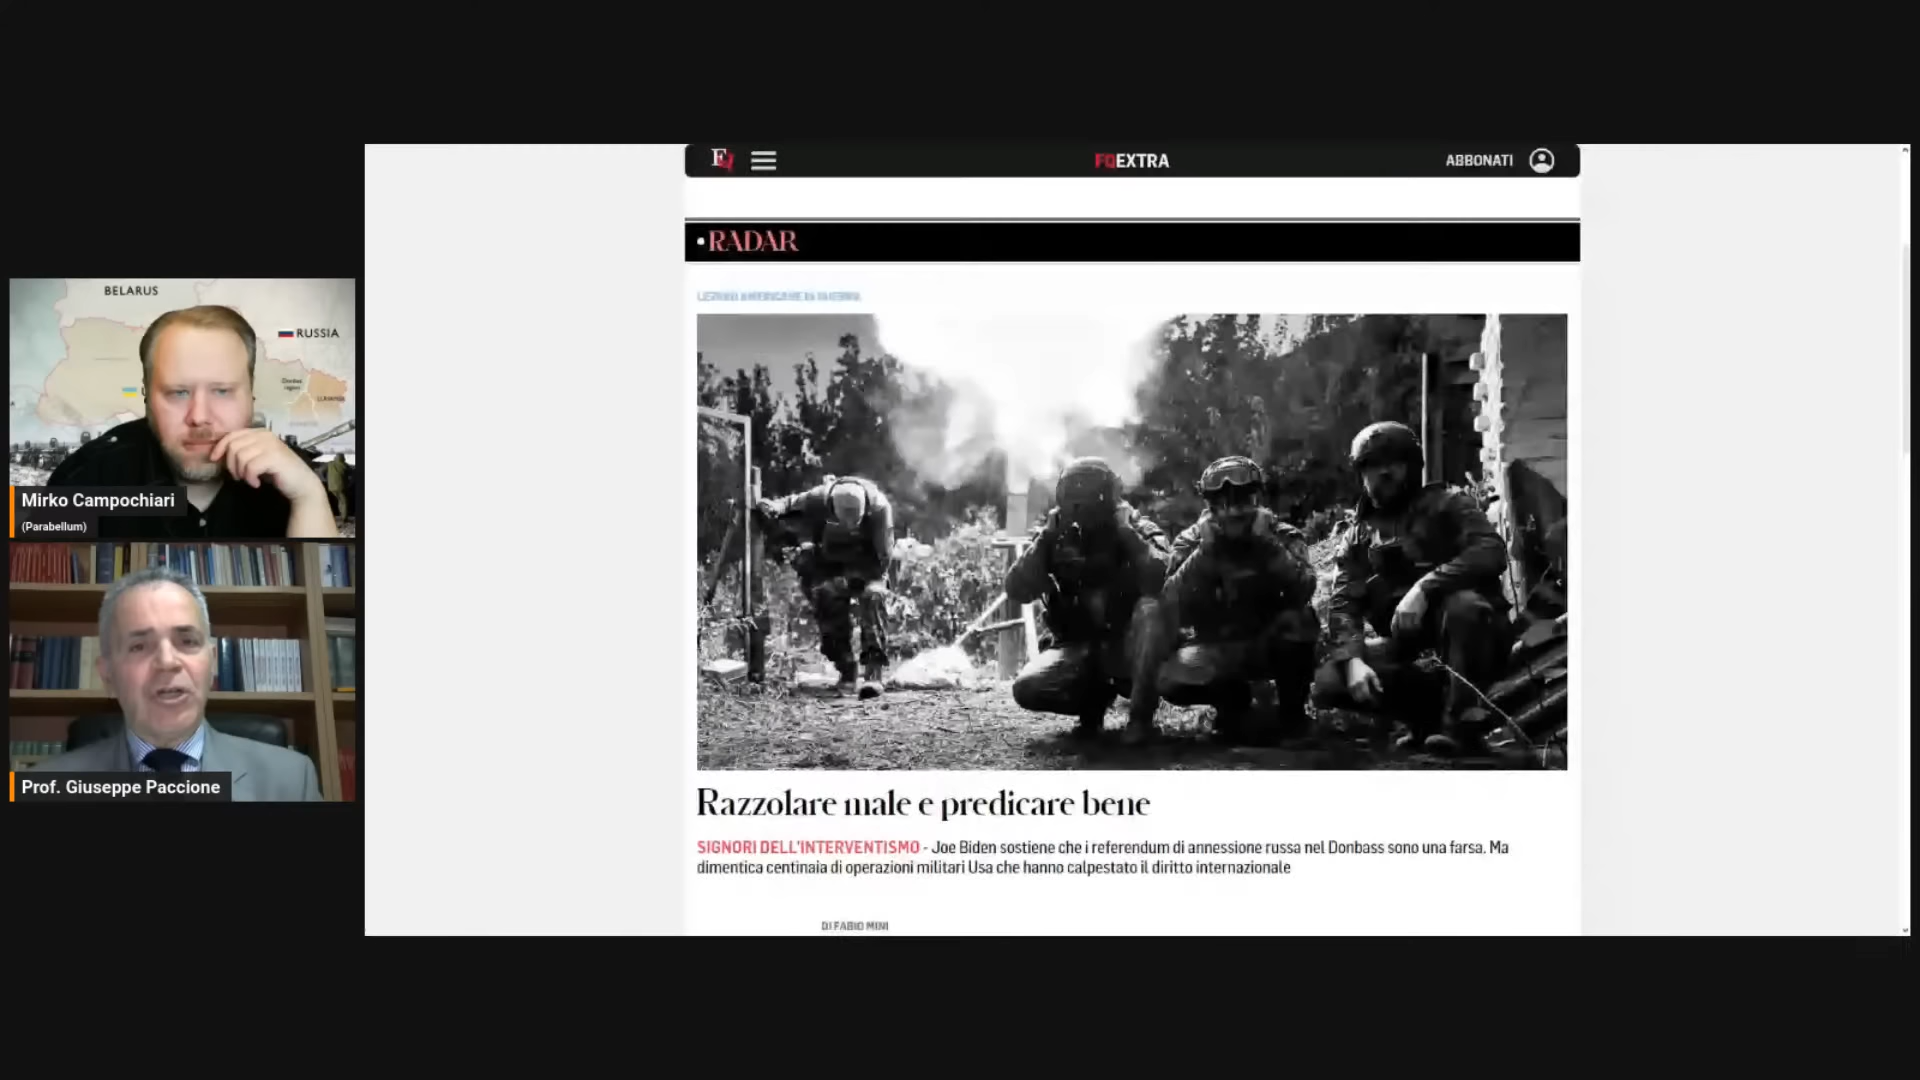 BELARUS
RUSSIA
Donbas
region
Mirko Campochiari
(Parabellum)
Prof. Giuseppe Paccione
FQEXTRA
ABBONATI
•RADAR
Razzolare male e predicare bene
SIGNORI DELL'INTERVENTISMO - Joe Biden sostiene che i referendum di annessione russa nel Donbass sono una farsa. Ma
dimentica centinaia di operazioni militari Usa che hanno calpestato il diritto internazionale
DI FABIO MINI